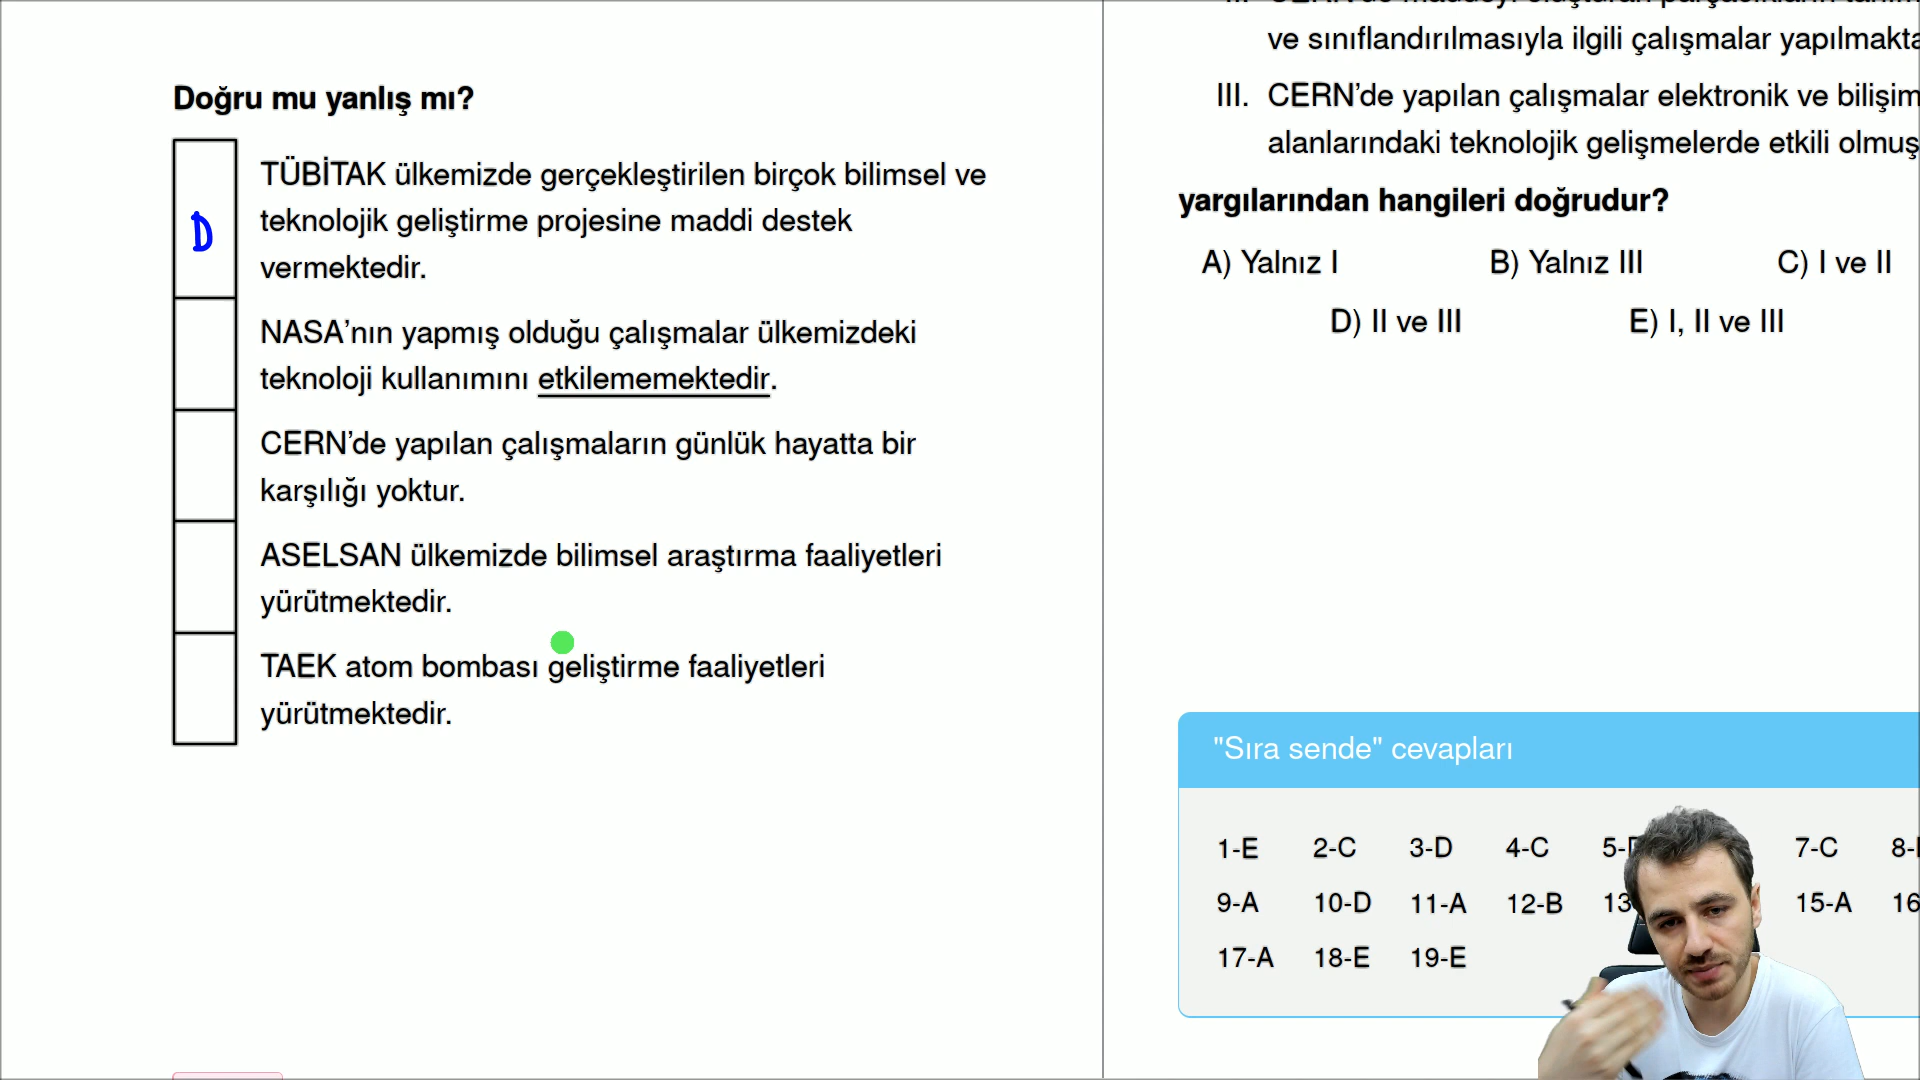 Doğru mu yanlış mı?
D
TÜBİTAK ülkemizde gerçekleştirilen birçok bilimsel ve
teknolojik geliştirme projesine maddi destek
vermektedir.
NASA’nın yapmış olduğu çalışmalar ülkemizdeki
teknoloji kullanımını etkilememektedir.
CERN’de yapılan çalışmaların günlük hayatta bir
karşılığı yoktur.
ASELSAN ülkemizde bilimsel araştırma faaliyetleri
yürütmektedir.
TAEK atom bombası geliştirme faaliyetleri
yürütmektedir.
ve sınıflandırılmasıyla ilgili çalışmalar
III. CERN’de yapılan çalışmalar elektronik ve bilişim
alanlarındaki teknolojik gelişmelerde etkili
yargılarından hangileri doğrudur?
A) Yalnız I B) Yalnız III C) I ve II
D) II ve III E) I, II ve III
"Sıra sende" cevapları
1-E 2-C 3-D 4-C 7-C
9-A 10-D 11-A 12-B 15-A
17-A 18-E 19-E